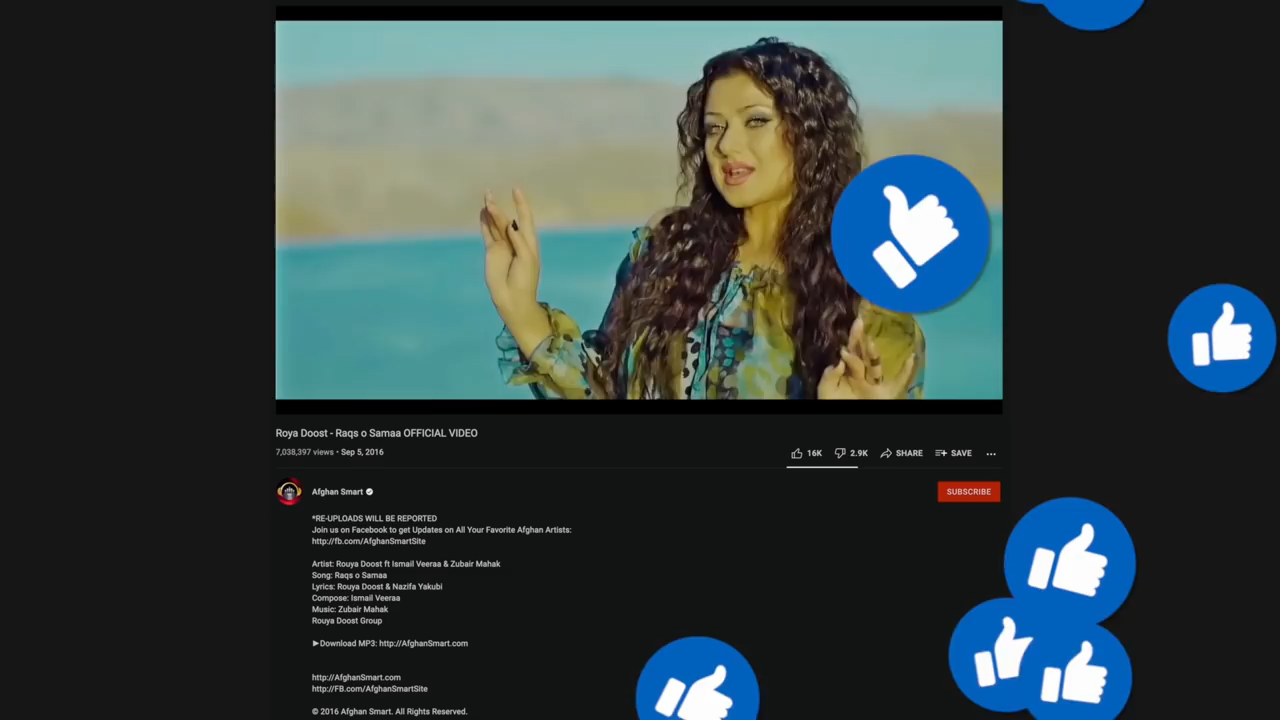 Roya Doost - Raqs o Samaa OFFICIAL VIDEO
7,038,397 views • Sep 5, 2016
16K 2.9K SHARE SAVE ...
Afghan Smart
SUBSCRIBE
*RE-UPLOADS WILL BE REPORTED
Join us on Facebook to get Updates on All Your Favorite Afghan Artists:
http://fb.com/AfghanSmartSite
Artist: Rouya Doost ft Ismail Veeraa & Zubair Mahak
Song: Raqs o Samaa
Lyrics: Rouya Doost & Nazifa Yakubi
Compose: Ismail Veeraa
Music: Zubair Mahak
Rouya Doost Group
►Download MP3: http://AfghanSmart.com
http://AfghanSmart.com
http://FB.com/AfghanSmartSite
© 2016 Afghan Smart. All Rights Reserved.